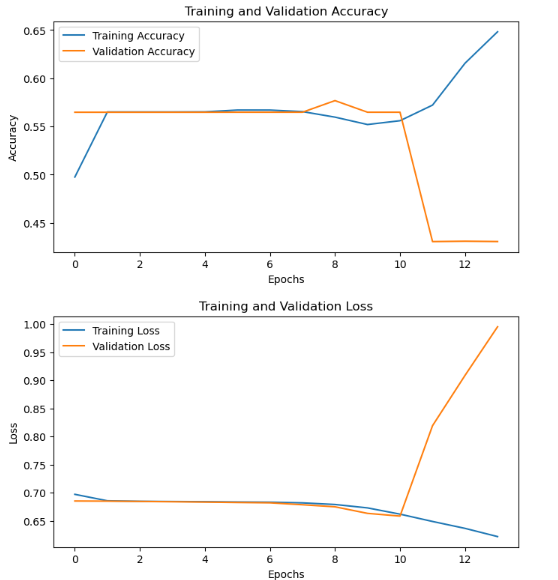 Training and Validation Accuracy
Training Accuracy
Validation Accuracy
0.65
0.60
0.55
0.50
0.45
Accuracy
0 2 4 6 8 10 12
Epochs
Training and Validation Loss
Training Loss
Validation Loss
1.00
0.95
0.90
0.85
0.80
0.75
0.70
0.65
Loss
0 2 4 6 8 10 12
Epochs